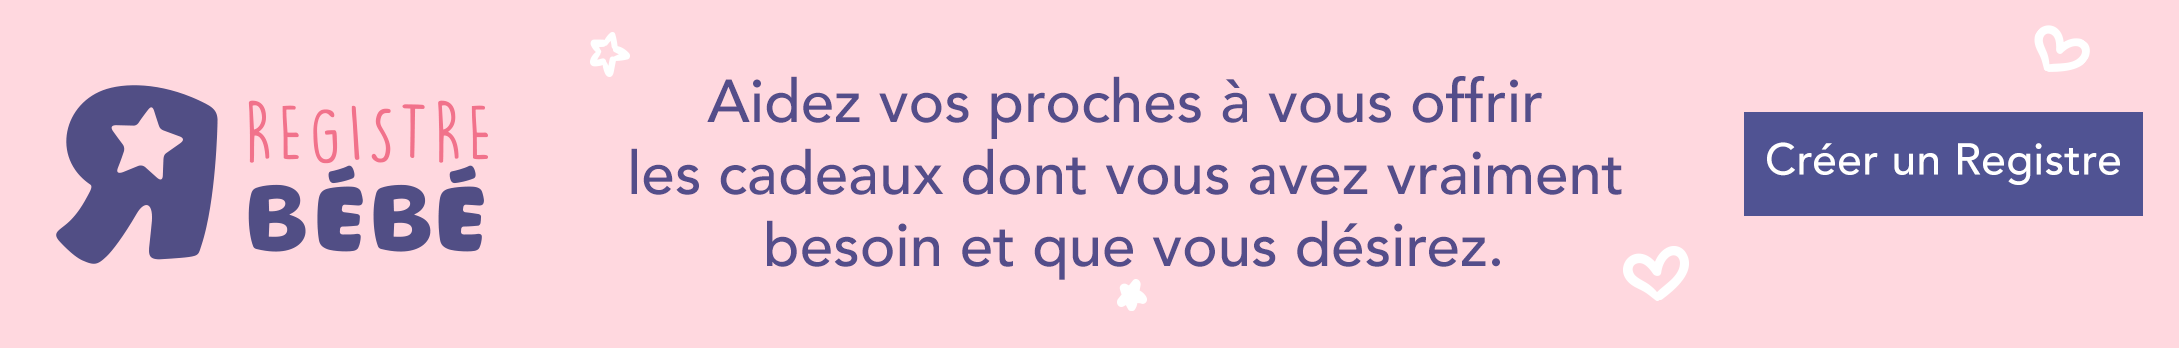 R
REGISTRE
BÉBÉ
Aidez vos proches à vous offrir
les cadeaux dont vous avez vraiment
besoin et que vous désirez.
Créer un Registre